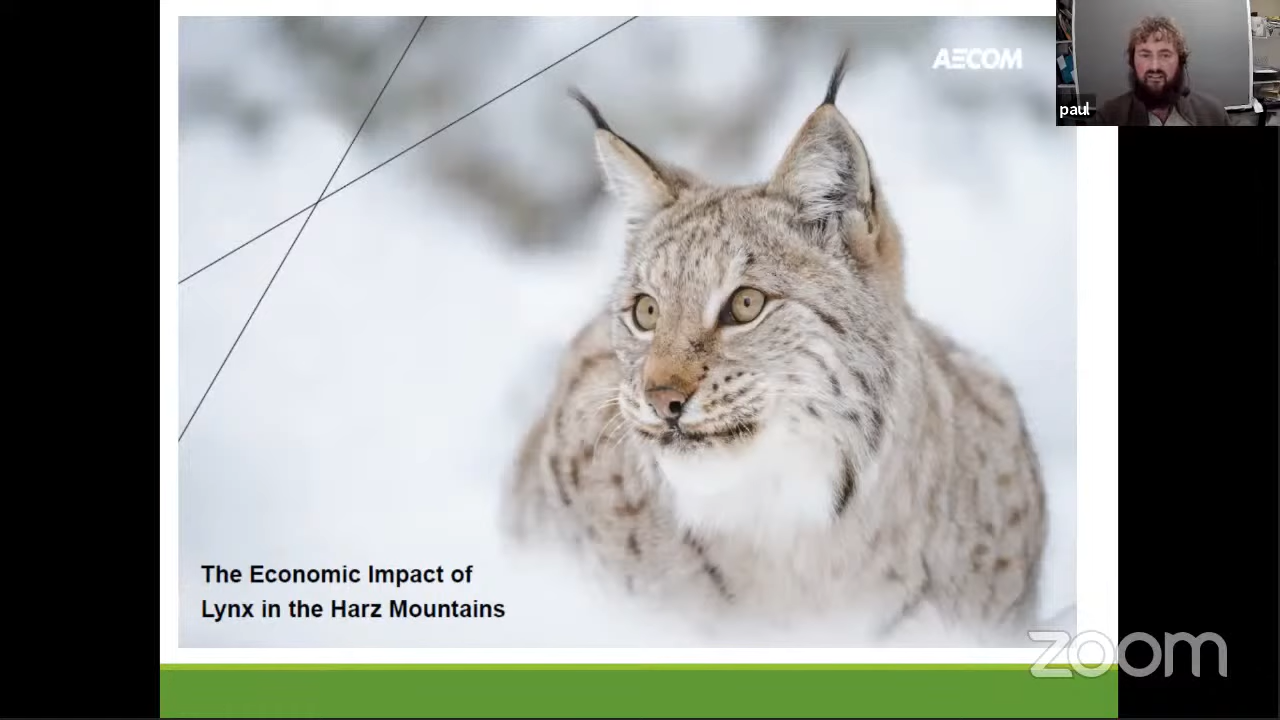 AECOM
paul
The Economic Impact of
Lynx in the Harz Mountains
zoom